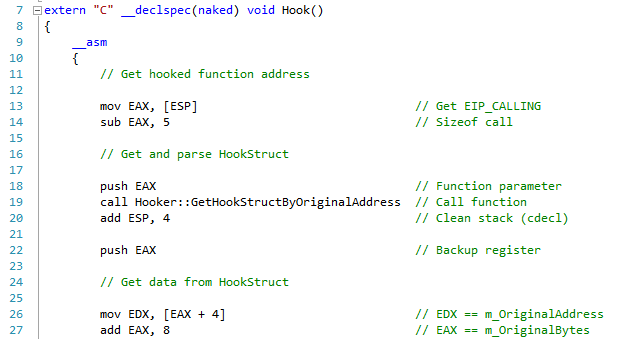 7 extern "C" __declspec(naked) void Hook()
8 {
9 __asm
10 {
11 // Get hooked function address
12
13 mov EAX, [ESP] // Get EIP_CALLING
14 sub EAX, 5 // Sizeof call
15
16 // Get and parse HookStruct
17
18 push EAX // Function parameter
19 call Hooker::GetHookStructByOriginalAddress // Call function
20 add ESP, 4 // Clean stack (cdecl)
21
22 push EAX // Backup register
23
24 // Get data from HookStruct
25
26 mov EDX, [EAX + 4] // EDX == m_OriginalAddress
27 add EAX, 8 // EAX == m_OriginalBytes